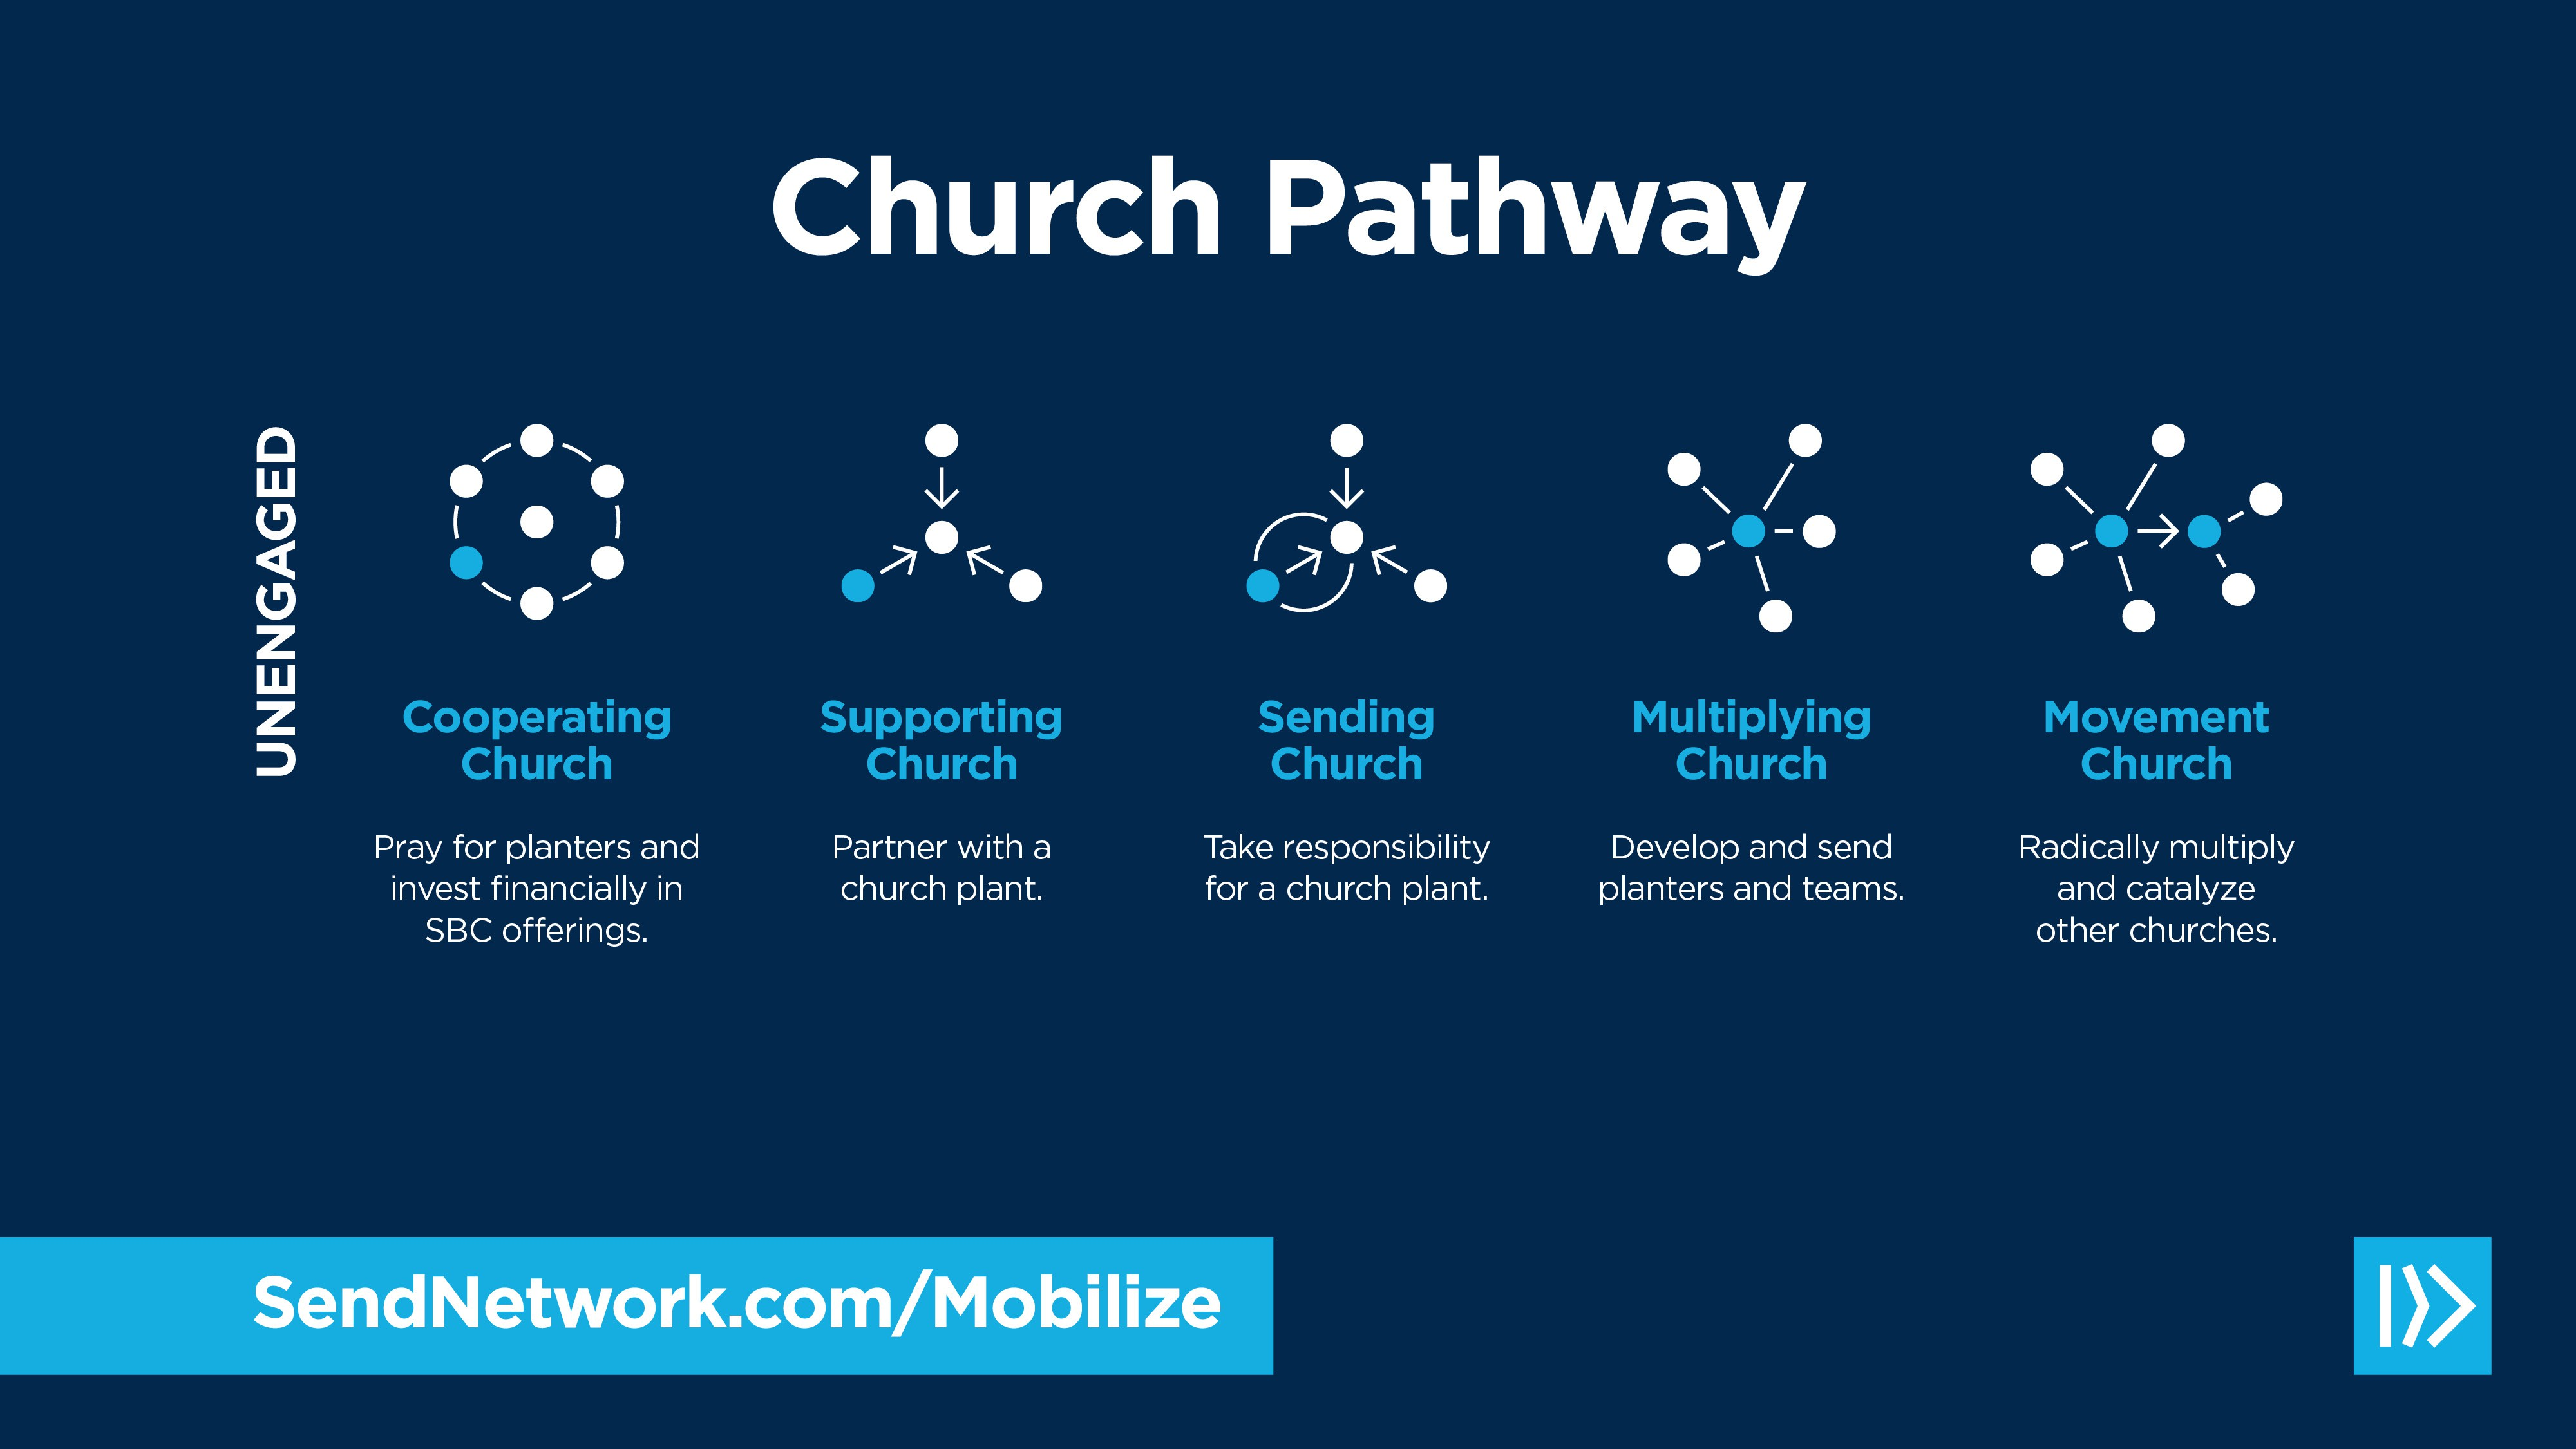 Church Pathway
UNENGAGED
Cooperating
Church
Pray for planters and
invest financially in
SBC offerings.
Supporting
Church
Partner with a
church plant.
Sending
Church
Take responsibility
for a church plant.
Multiplying
Church
Develop and send
planters and teams.
Movement
Church
Radically multiply
and catalyze
other churches.
SendNetwork.com/Mobilize